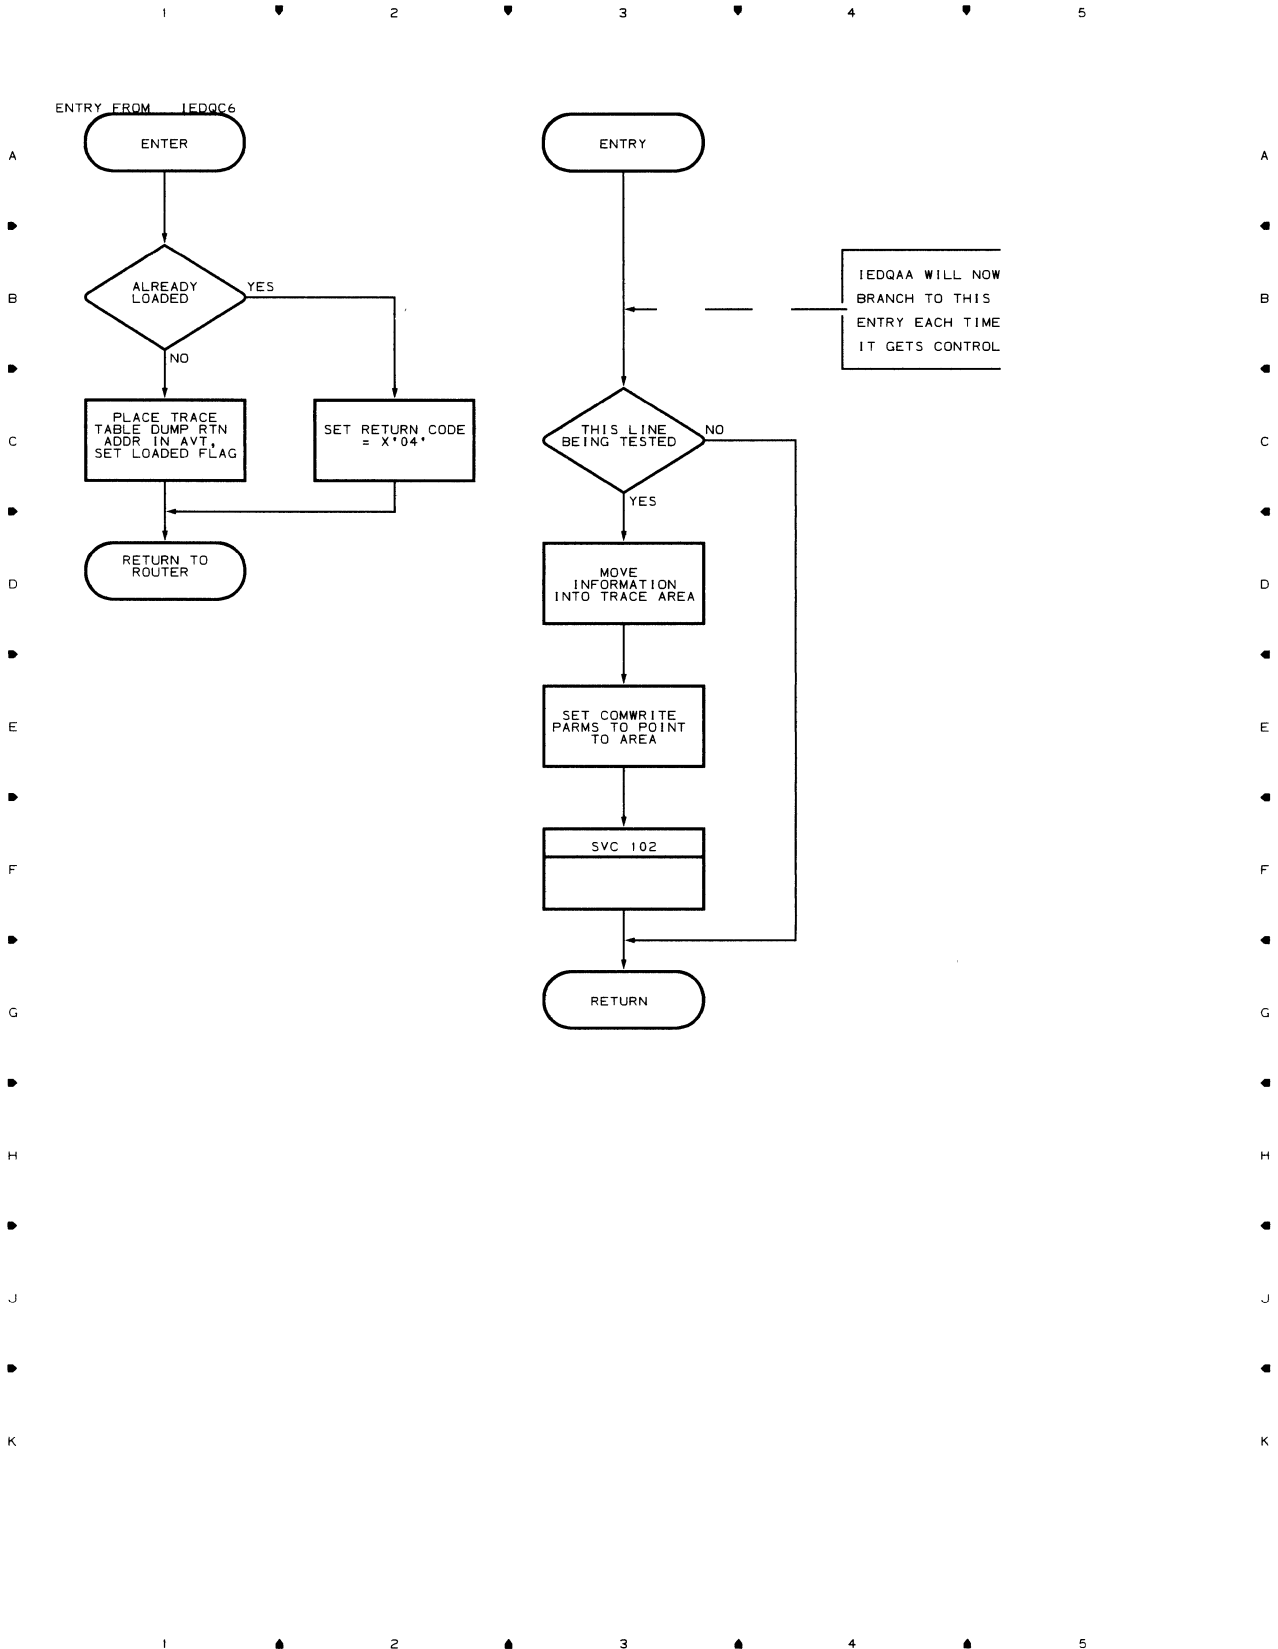 1 2 3 4 5
ENTRY FROM IEDQC6
ENTER
ENTRY
A A
ALREADY
LOADED
YES
NO
B B
IEDQAA WILL NOW
BRANCH TO THIS
ENTRY EACH TIME
IT GETS CONTROL
PLACE TRACE
TABLE DUMP RTN
ADDR IN AVT,
SET LOADED FLAG
SET RETURN CODE
= X'04'
THIS LINE
BEING TESTED
NO
YES
C C
RETURN TO
ROUTER
MOVE
INFORMATION
INTO TRACE AREA
D D
SET COMWRITE
PARMS TO POINT
TO AREA
E E
SVC 102
F F
RETURN
G G
H H
J J
K K
1 2 3 4 5